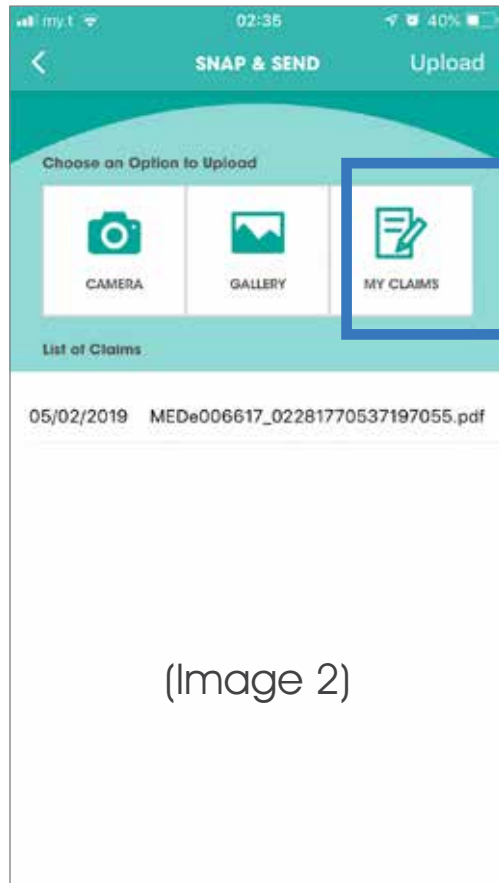 my.t 02:35 40%
SNAP & SEND Upload
Choose an Option to Upload
CAMERA GALLERY MY CLAIMS
List of Claims
05/02/2019 MEDe006617_02281770537197055.pdf
(Image 2)